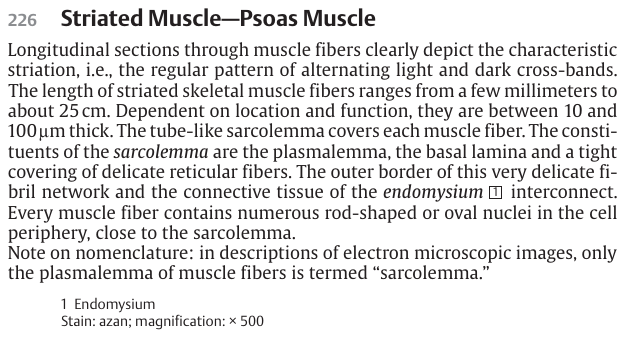 226 Striated Muscle—Psoas Muscle
Longitudinal sections through muscle fibers clearly depict the characteristic
striation, i.e., the regular pattern of alternating light and dark cross-bands.
The length of striated skeletal muscle fibers ranges from a few millimeters to
about 25 cm. Dependent on location and function, they are between 10 and
100 µm thick. The tube-like sarcolemma covers each muscle fiber. The consti-
tuents of the sarcolemma are the plasmalemma, the basal lamina and a tight
covering of delicate reticular fibers. The outer border of this very delicate fi-
bril network and the connective tissue of the endomysium 1 interconnect.
Every muscle fiber contains numerous rod-shaped or oval nuclei in the cell
periphery, close to the sarcolemma.
Note on nomenclature: in descriptions of electron microscopic images, only
the plasmalemma of muscle fibers is termed “sarcolemma.”
1 Endomysium
Stain: azan; magnification: × 500